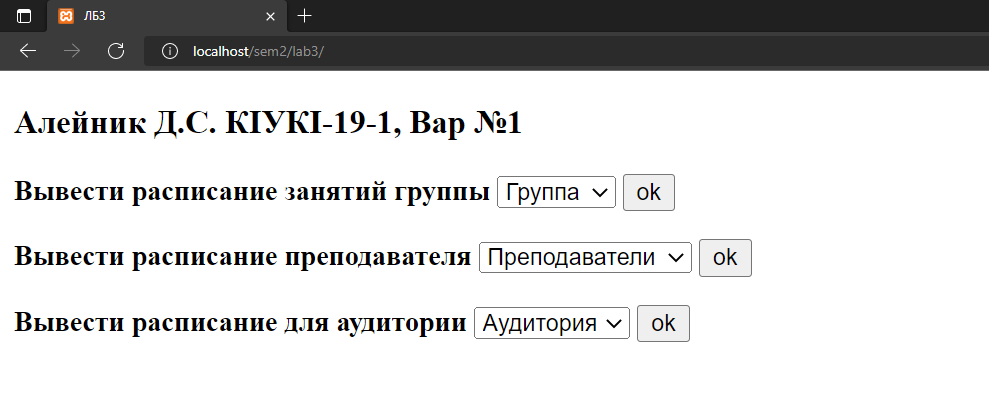 ЛБ3
localhost/sem2/lab3/
Алейник Д.С. КІУКІ-19-1, Вар №1
Вывести расписание занятий группы Группа ok
Вывести расписание преподавателя Преподаватели ok
Вывести расписание для аудитории Аудитория ok